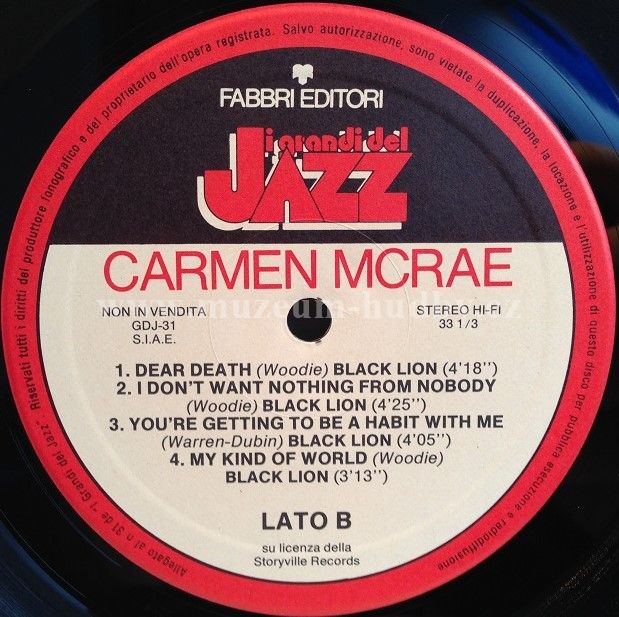 Riservati tutti i diritti del produttore fonografico e del proprietario dell'opera registrata. Salvo autorizzazione, sono vietate la duplicazione, la locazione e l'utilizzazione di questo disco per pubblica esecuzione e radiodiffusione
FABBRI EDITORI
i grandi del
JAZZ
CARMEN MCRAE
NON IN VENDITA
GDJ-31
S.I.A.E.
STEREO HI-FI
33 1/3
1. DEAR DEATH (Woodie) BLACK LION (4'18'')
2. I DON'T WANT NOTHING FROM NOBODY
(Woodie) BLACK LION (4'25'')
3. YOU'RE GETTING TO BE A HABIT WITH ME
(Warren-Dubin) BLACK LION (4'05'')
4. MY KIND OF WORLD (Woodie)
BLACK LION (3'13'')
LATO B
su licenza della
Storyville Records
Allegato al n 31 de "I Grandi del Jazz"